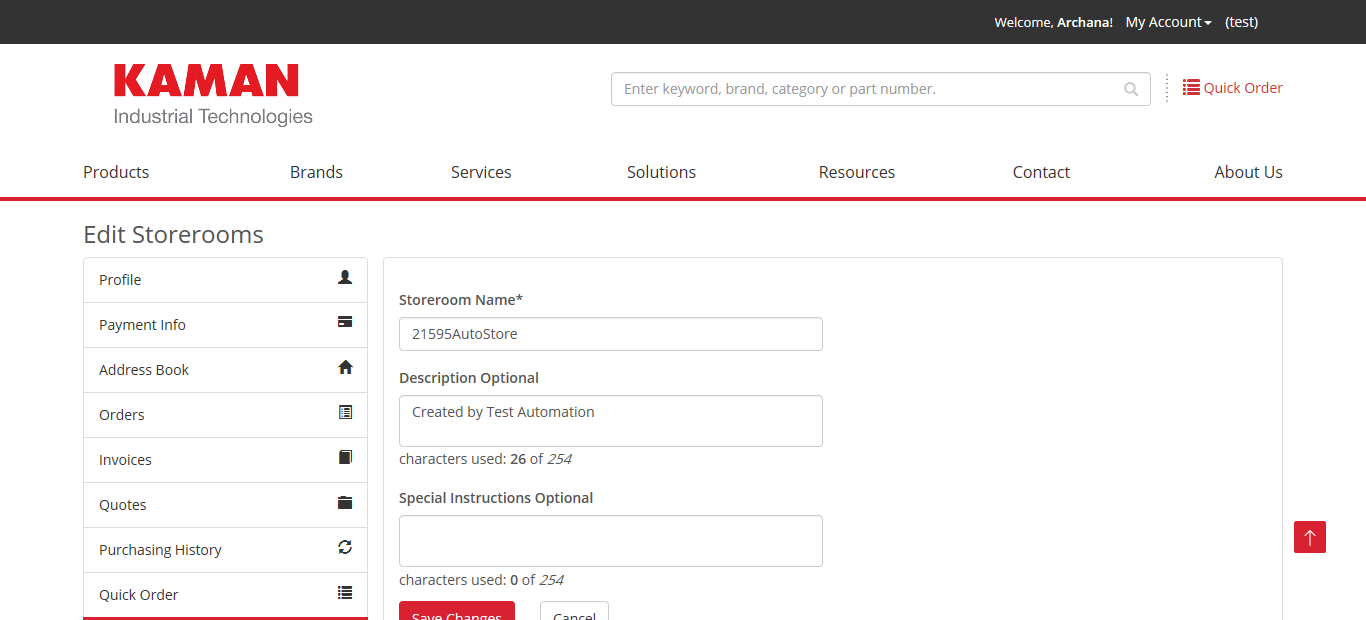 Welcome, Archana! My Account (test)
KAMAN
Industrial Technologies
Enter keyword, brand, category or part number.
Quick Order
Products Brands Services Solutions Resources Contact About Us
Edit Storerooms
Profile
Payment Info
Address Book
Orders
Invoices
Quotes
Purchasing History
Quick Order
Storeroom Name*
21595AutoStore
Description Optional
Created by Test Automation
characters used: 26 of 254
Special Instructions Optional
characters used: 0 of 254
Save Changes Cancel